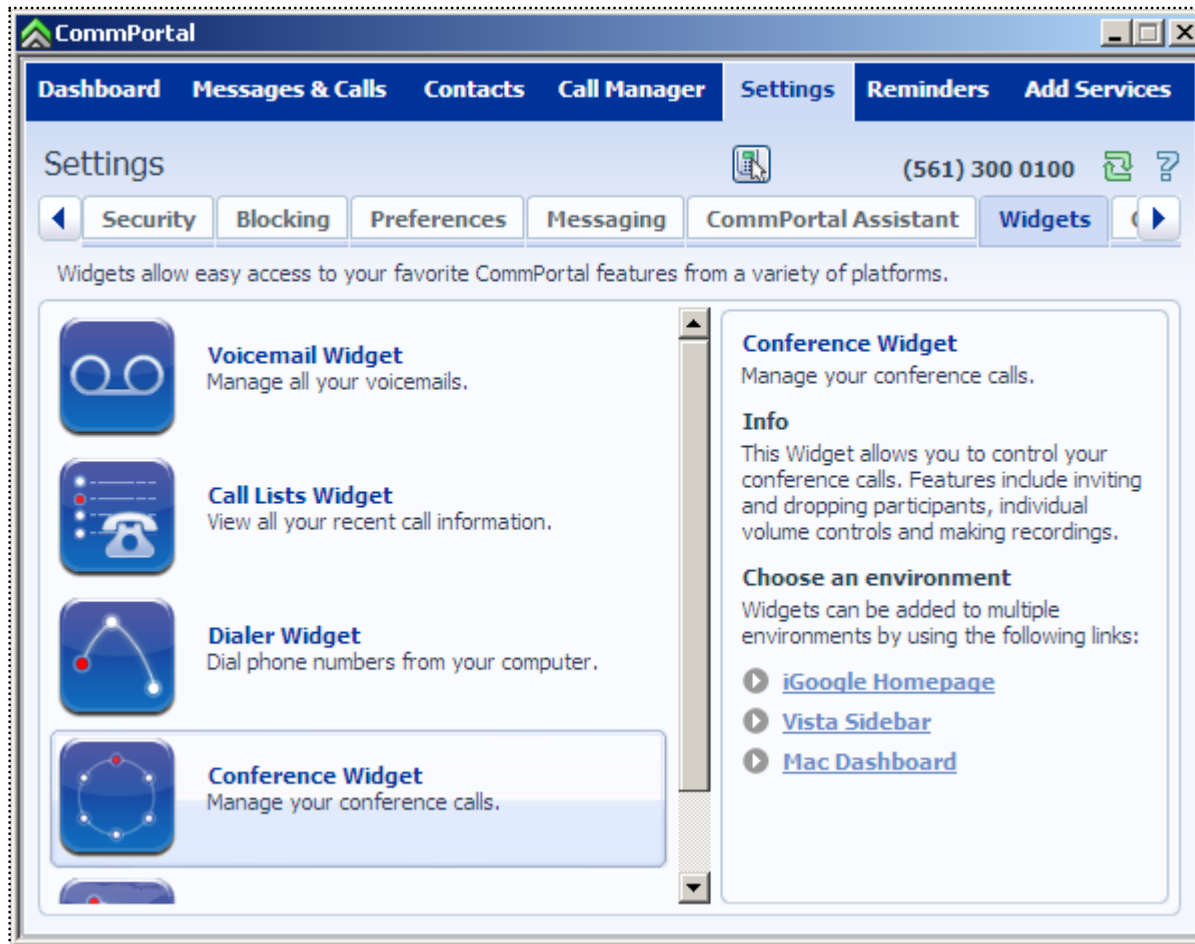 CommPortal
Dashboard Messages & Calls Contacts Call Manager Settings Reminders Add Services
Settings
(561) 300 0100
Security Blocking Preferences Messaging CommPortal Assistant Widgets
Widgets allow easy access to your favorite CommPortal features from a variety of platforms.
Voicemail Widget
Manage all your voicemails.
Call Lists Widget
View all your recent call information.
Dialer Widget
Dial phone numbers from your computer.
Conference Widget
Manage your conference calls.
Conference Widget
Manage your conference calls.
Info
This Widget allows you to control your
conference calls. Features include inviting
and dropping participants, individual
volume controls and making recordings.
Choose an environment
Widgets can be added to multiple
environments by using the following links:
iGoogle Homepage
Vista Sidebar
Mac Dashboard